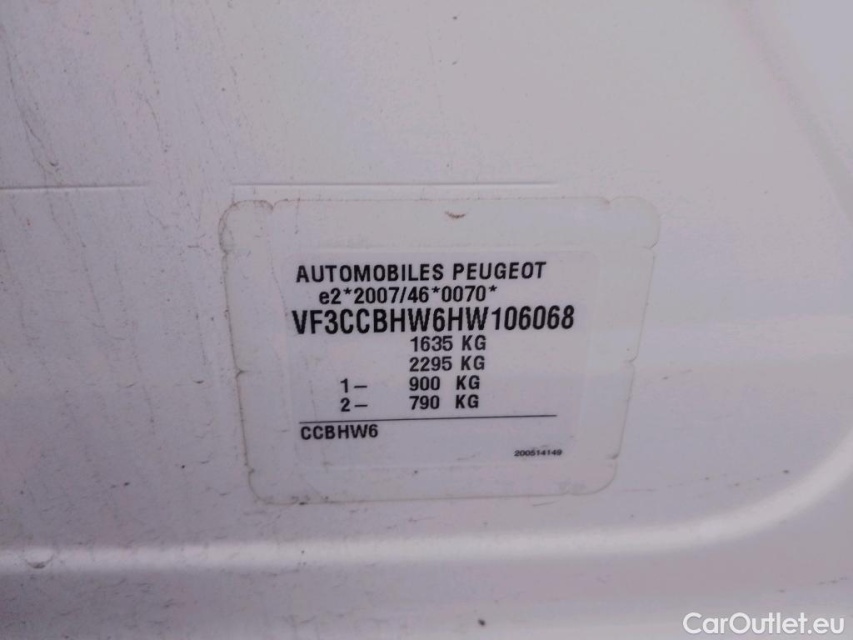 AUTOMOBILES PEUGEOT
e2*2007/46*0070*
VF3CCBHW6HW106068
1635 KG
2295 KG
1– 900 KG
2– 790 KG
CCBHW6
200514149
CarOutlet.eu